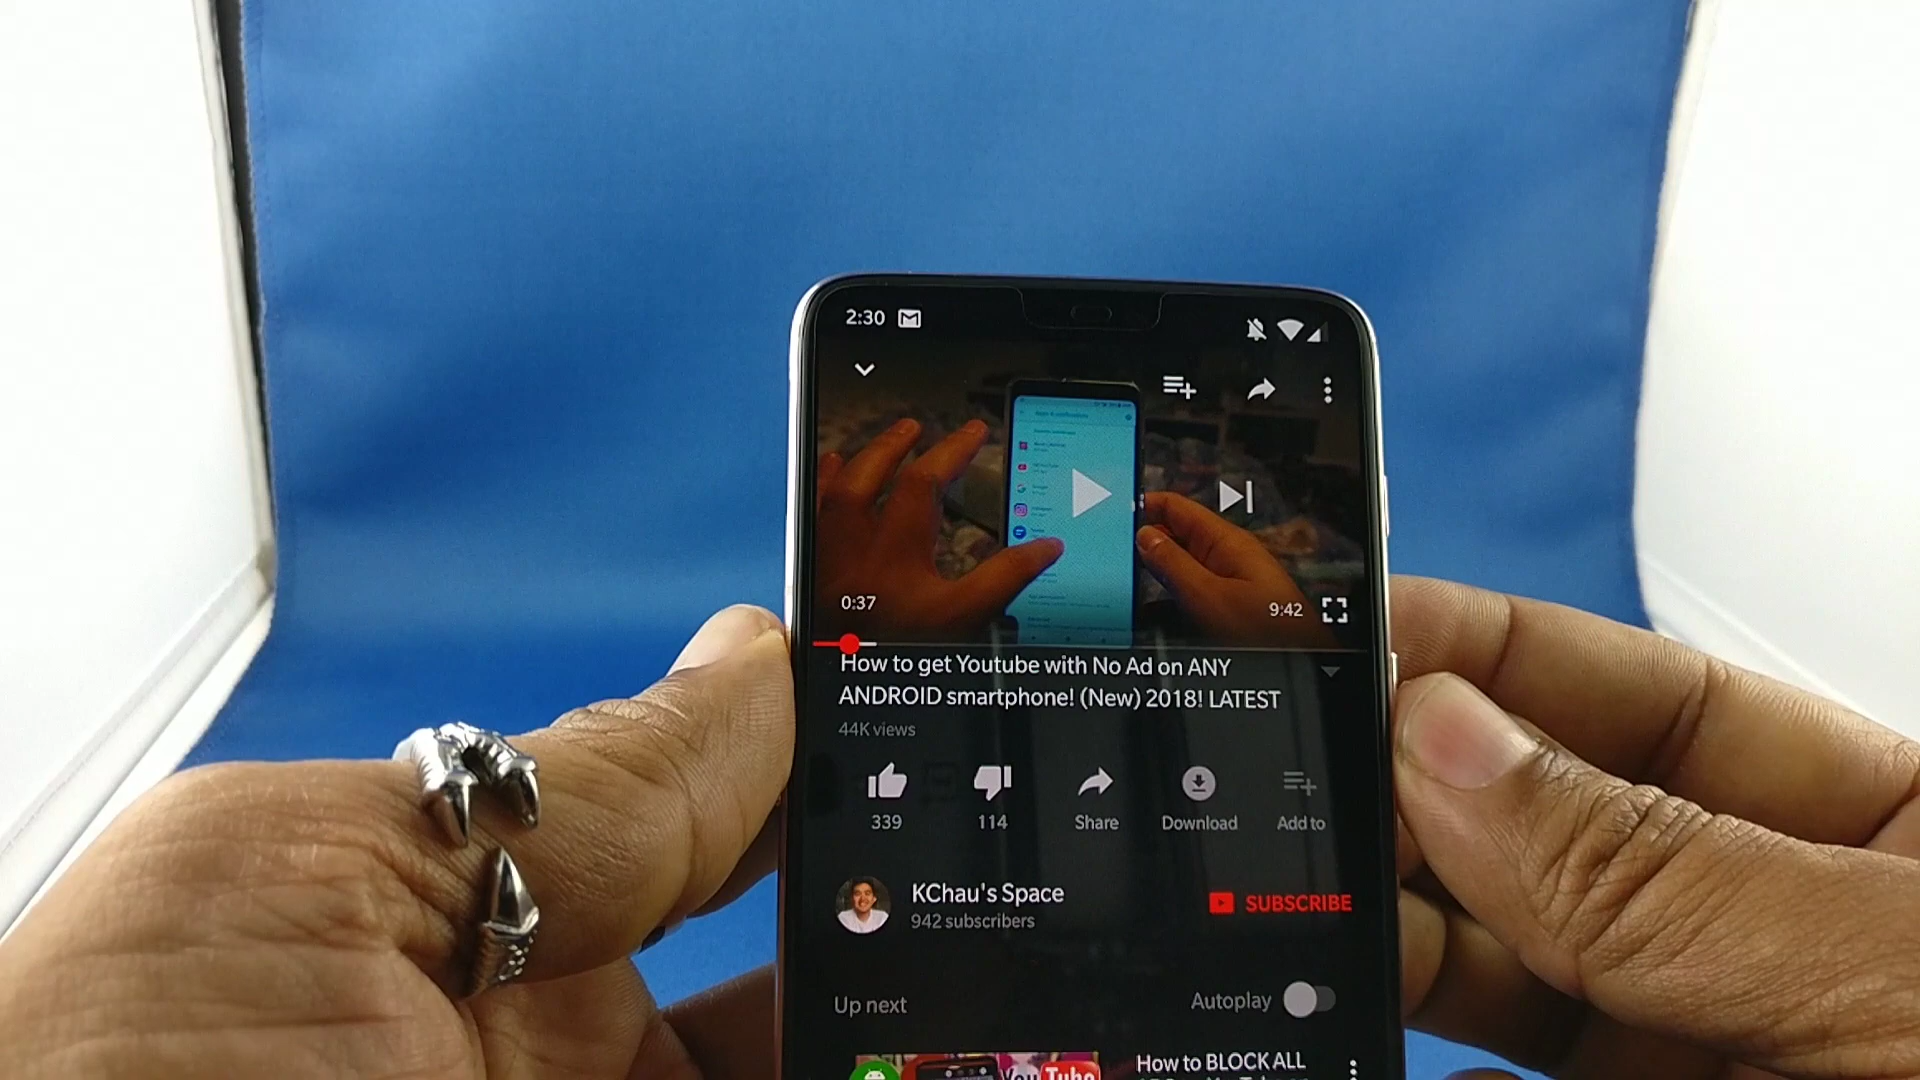 2:30
0:37
9:42
How to get Youtube with No Ad on ANY
ANDROID smartphone! (New) 2018! LATEST
44K views
339
114
Share
Download
Add to
KChau's Space
942 subscribers
SUBSCRIBE
Up next
Autoplay
How to BLOCK ALL
YouTube